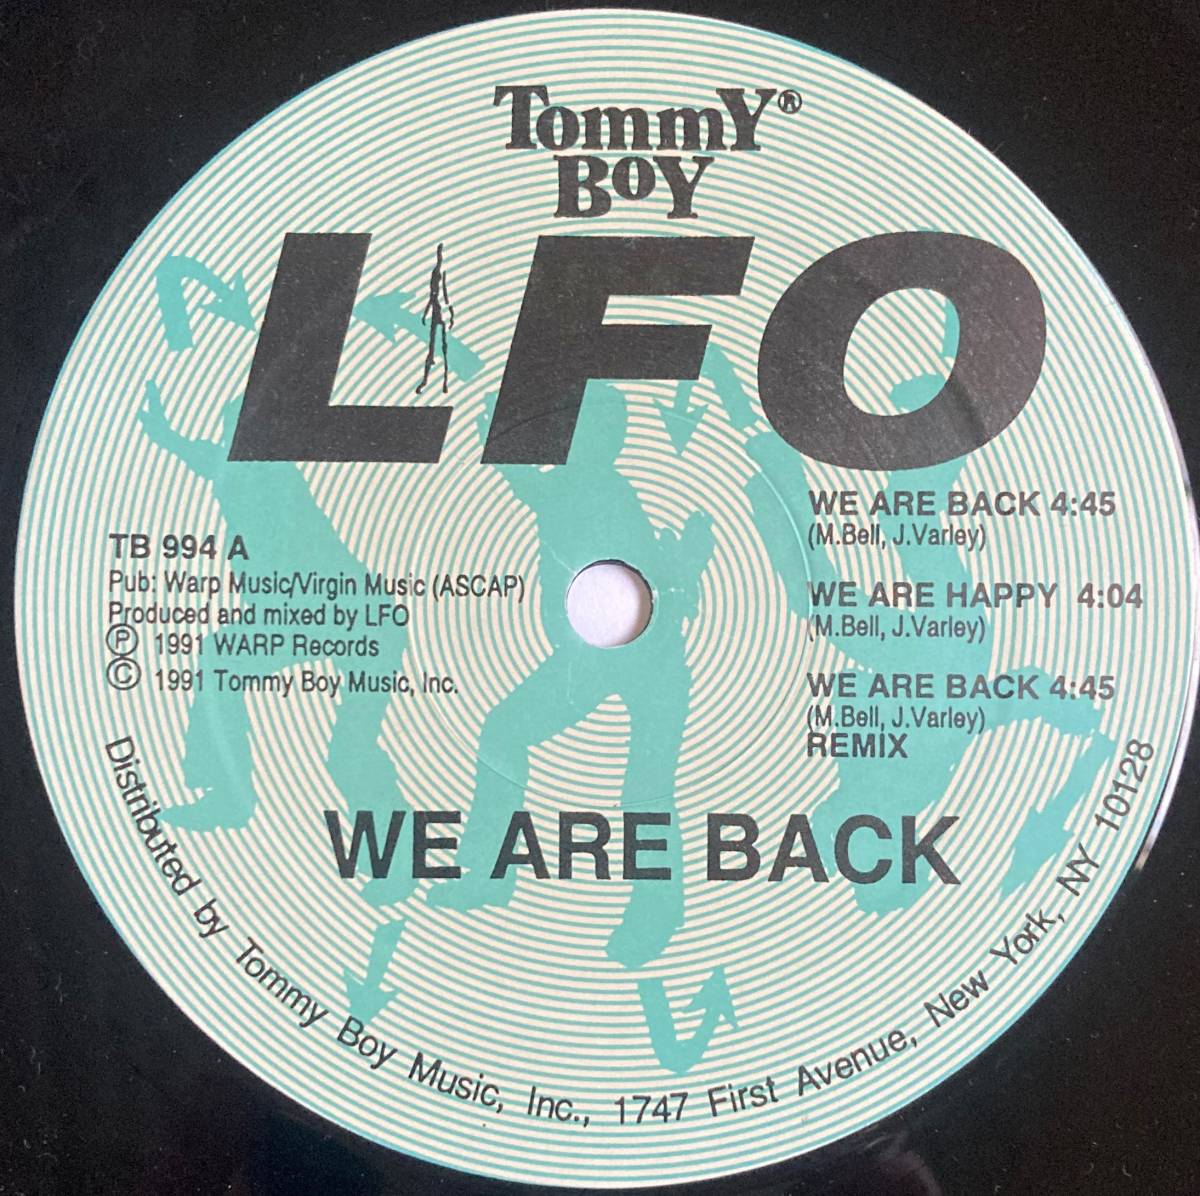 Tommy®
Boy
LFO
WE ARE BACK 4:45
(M.Bell, J.Varley)
WE ARE HAPPY 4:04
(M.Bell, J.Varley)
WE ARE BACK 4:45
(M.Bell, J.Varley)
REMIX
TB 994 A
Pub: Warp Music/Virgin Music (ASCAP)
Produced and mixed by LFO
Ⓟ 1991 WARP Records
© 1991 Tommy Boy Music, Inc.
WE ARE BACK
Distributed by Tommy Boy Music, Inc., 1747 First Avenue, New York, NY 10128